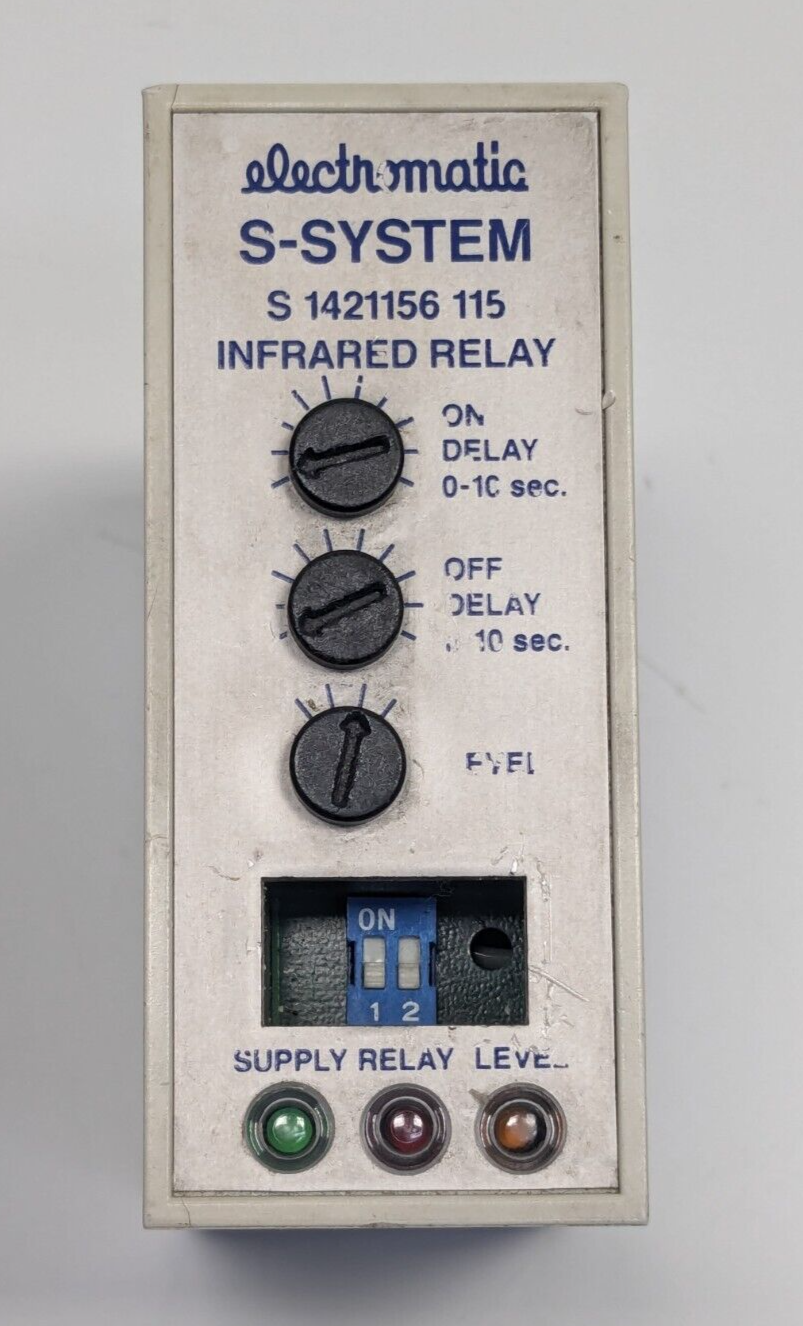 electromatic
S-SYSTEM
S 1421156 115
INFRARED RELAY
ON
DELAY
0-10 sec.
OFF
DELAY
10 sec.
ON
1 2
SUPPLY RELAY LEVEL